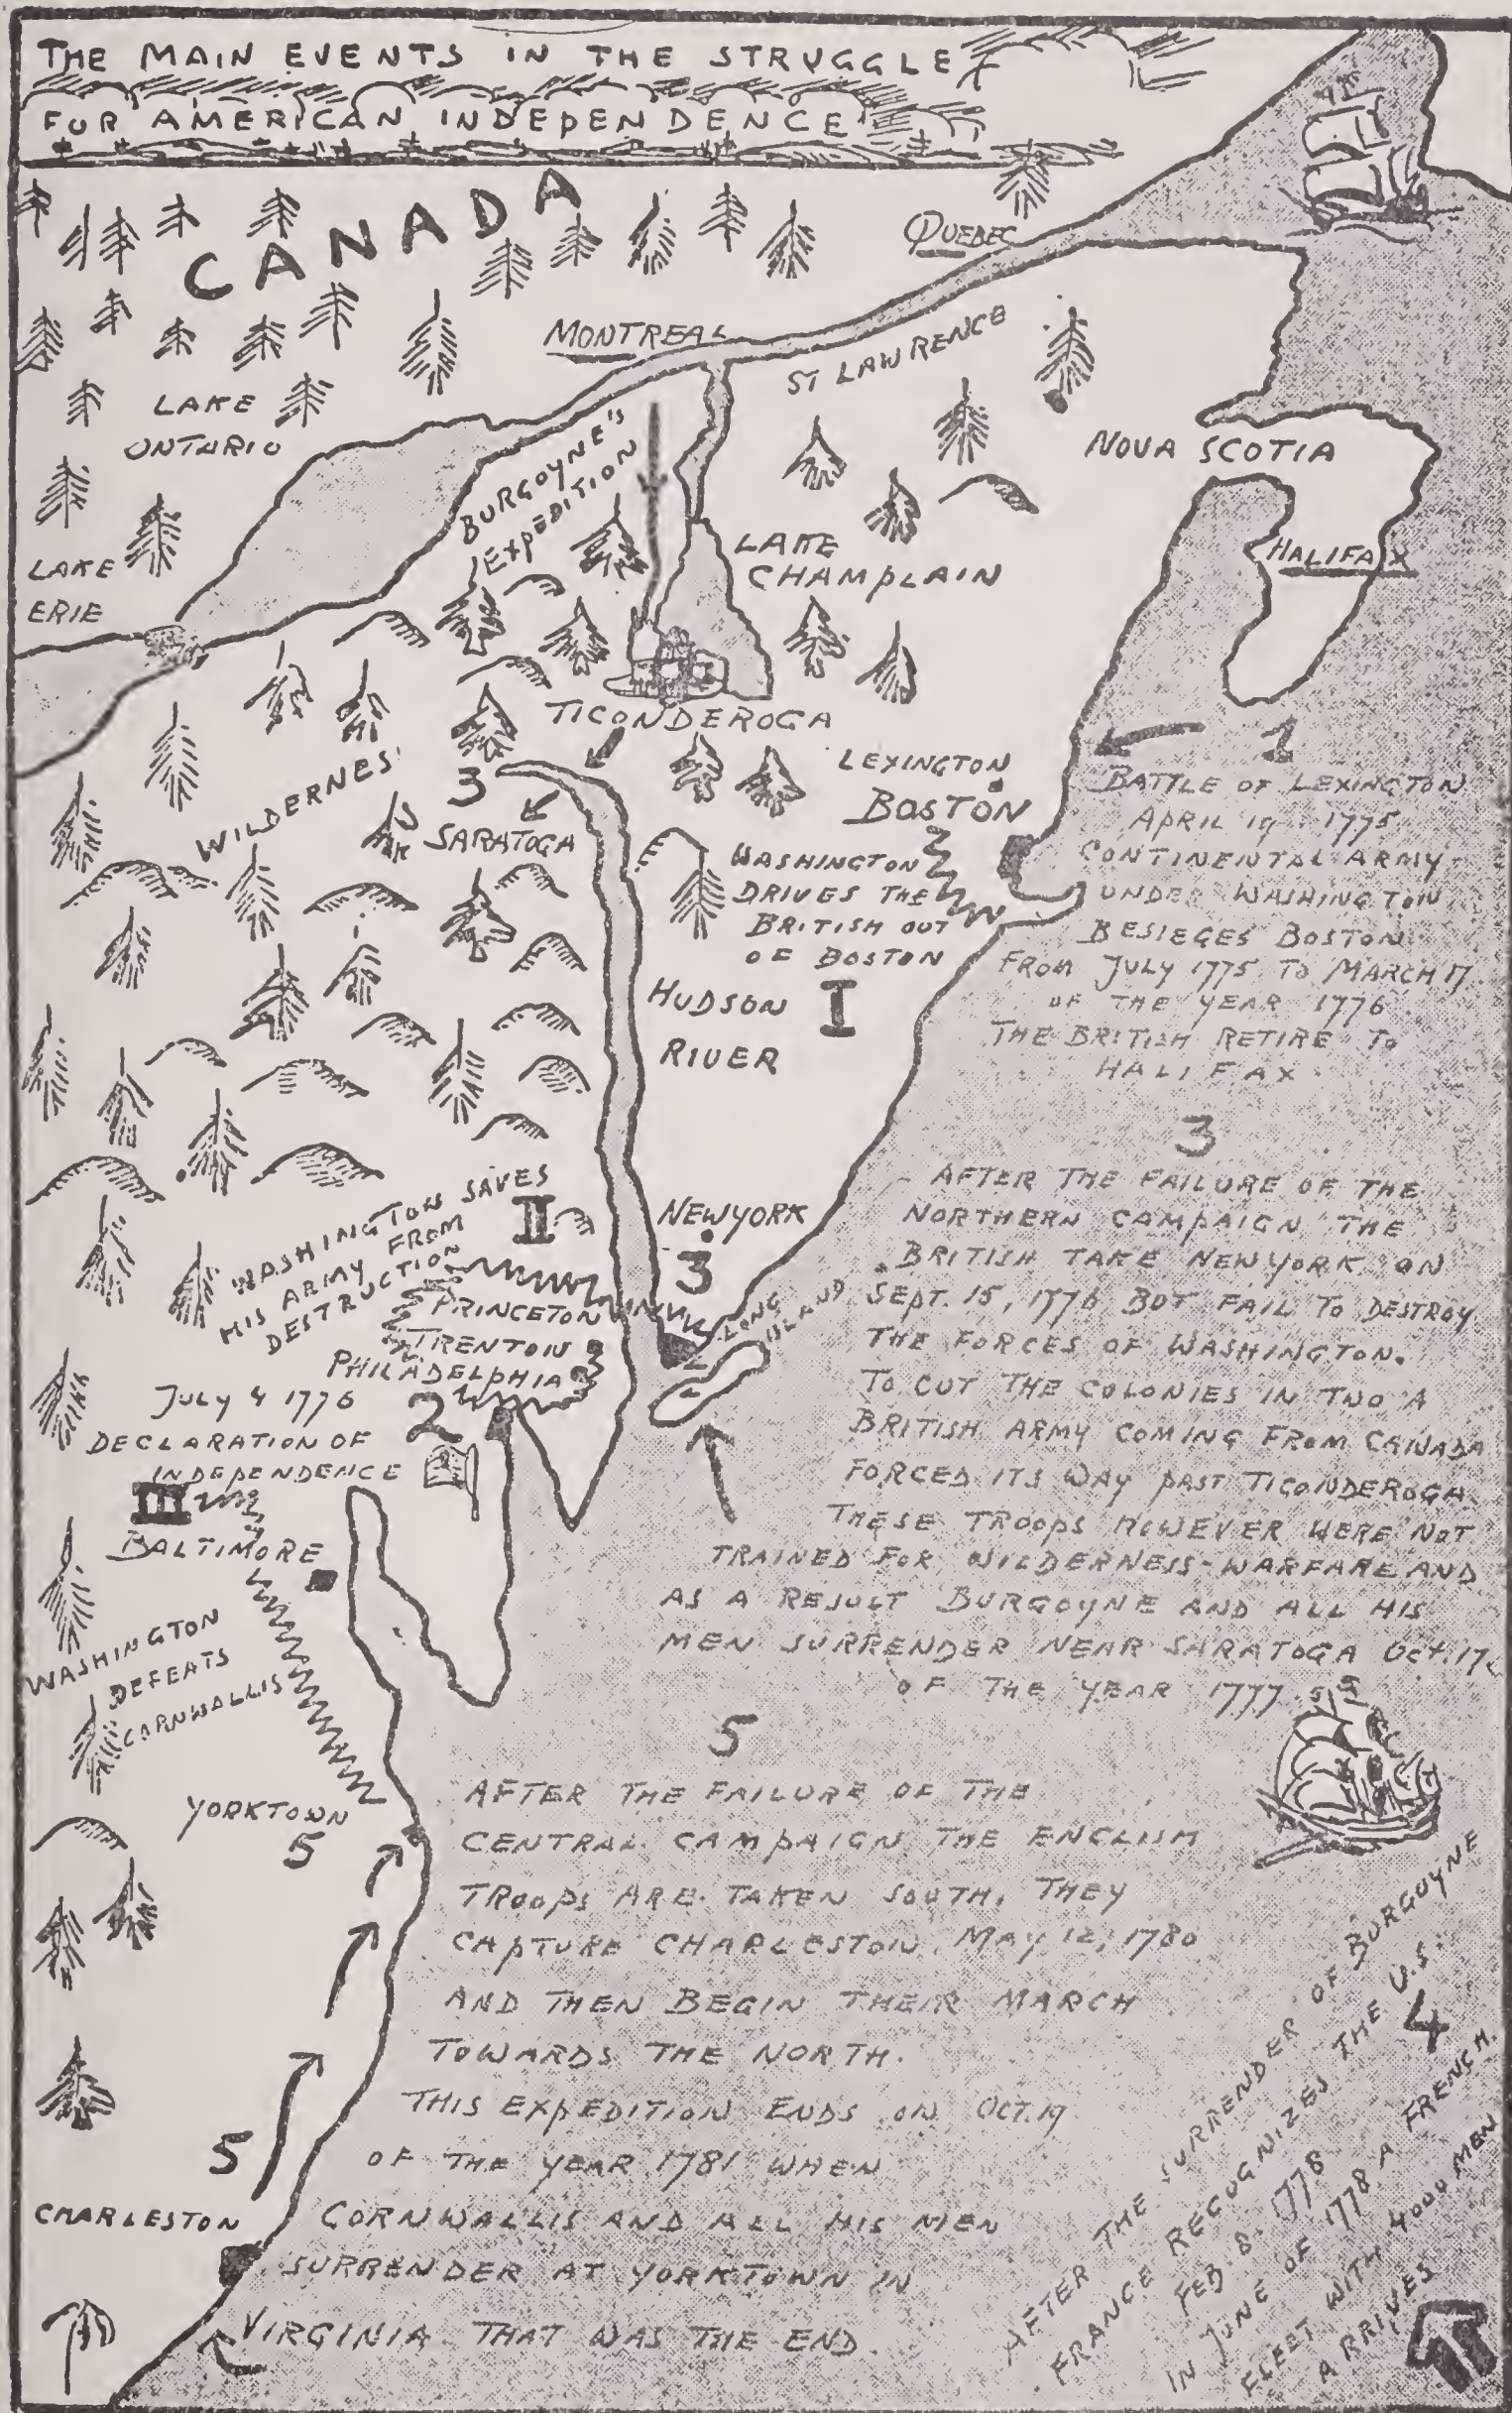 THE MAIN EVENTS IN THE STRUGGLE
FOR AMERICAN INDEPENDENCE
CANADA
QUEBEC
MONTREAL
ST LAWRENCE
LAKE
ONTARIO
NOVA SCOTIA
BURGOYNE'S
EXPEDITION
LAKE
CHAMPLAIN
HALIFAX
LAKE
ERIE
TICONDEROGA
WILDERNES
3
SARATOGA
LEXINGTON
BOSTON
WASHINGTON
DRIVES THE
BRITISH OUT
OF BOSTON
I
HUDSON
RIVER
1
BATTLE OF LEXINGTON
APRIL 19. 1775
CONTINENTAL ARMY
UNDER WASHINGTON
BESIEGES BOSTON
FROM JULY 1775 TO MARCH 17
OF THE YEAR 1776
THE BRITISH RETIRE TO
HALIFAX.
WASHINGTON SAVES
HIS ARMY FROM
DESTRUCTION
II
NEWYORK
3
LONG
ISLAND
PRINCETON
TRENTON
PHILADELPHIA
2
JULY 4 1776
DECLARATION OF
INDEPENDENCE
3
AFTER THE FAILURE OF THE
NORTHERN CAMPAIGN THE
BRITISH TAKE NEWYORK ON
SEPT. 15, 1776 BUT FAIL TO DESTROY
THE FORCES OF WASHINGTON.
TO CUT THE COLONIES IN TWO A
BRITISH ARMY COMING FROM CANADA
FORCED ITS WAY PAST TICONDEROGA.
THESE TROOPS HOWEVER WERE NOT
TRAINED FOR WILDERNESS-WARFARE AND
AS A RESULT BURGOYNE AND ALL HIS
MEN SURRENDER NEAR SARATOGA OCT. 17
OF THE YEAR 1777
III
BALTIMORE
WASHINGTON
DEFEATS
CORNWALLIS
YORKTOWN
5
5
AFTER THE FAILURE OF THE
CENTRAL CAMPAIGN THE ENGLISH
TROOPS ARE TAKEN SOUTH. THEY
CAPTURE CHARLESTON MAY 12, 1780
AND THEN BEGIN THEIR MARCH
TOWARDS THE NORTH.
THIS EXPEDITION ENDS ON OCT. 19
OF THE YEAR 1781 WHEN
CORNWALLIS AND ALL HIS MEN
SURRENDER AT YORKTOWN IN
VIRGINIA. THAT WAS THE END.
5
CHARLESTON
4
AFTER THE SURRENDER OF BURGOYNE
FRANCE RECOGNIZES THE U.S.
FEB. 8. 1778
IN JUNE OF 1778 A FRENCH
FLEET WITH 4000 MEN
ARRIVES